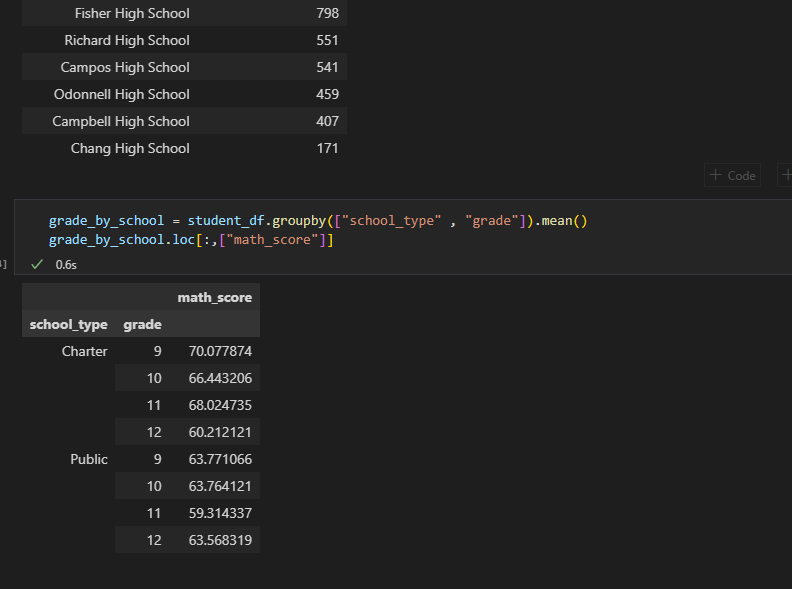 Fisher High School 798
Richard High School 551
Campos High School 541
Odonnell High School 459
Campbell High School 407
Chang High School 171
+ Code +
grade_by_school = student_df.groupby(["school_type" , "grade"]).mean()
grade_by_school.loc[:,["math_score"]]
] ✓ 0.6s
math_score
school_type grade
Charter 9 70.077874
10 66.443206
11 68.024735
12 60.212121
Public 9 63.771066
10 63.764121
11 59.314337
12 63.568319